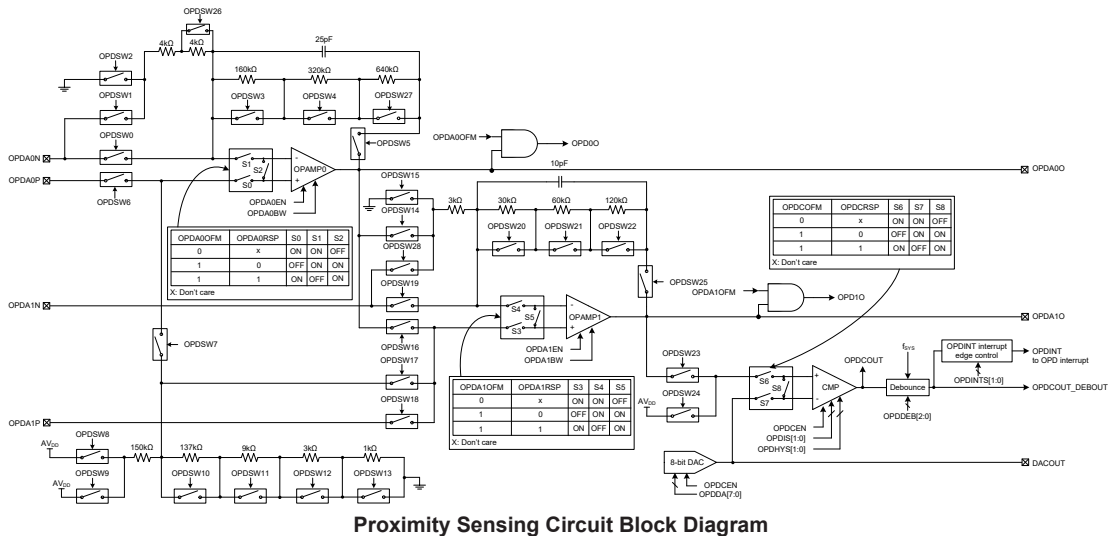 OPDSW26
4kΩ
4kΩ
25pF
OPDSW2
160kΩ
320kΩ
640kΩ
OPDSW1
OPDSW3
OPDSW4
OPDSW27
OPDSW0
OPDSW5
OPDA0OFM
OPD0O
OPDA0N
OPDA0P
OPDSW6
S1
S2
S0
-
+
OPAMP0
OPDA0EN
OPDA0BW
OPDA0O
10pF
OPDSW15
OPDSW14
3kΩ
30kΩ
60kΩ
120kΩ
OPDSW20
OPDSW21
OPDSW22
OPDSW28
OPDSW19
OPDSW25
OPDA0OFM OPDA0RSP S0 S1 S2
0 x ON ON OFF
1 0 OFF ON ON
1 1 ON OFF ON
X: Don't care
OPDCOFM OPDCRSP S6 S7 S8
0 x ON ON OFF
1 0 OFF ON ON
1 1 ON OFF ON
X: Don't care
OPDA1OFM
OPD1O
OPDA1N
S4
S5
S3
-
+
OPAMP1
OPDA1EN
OPDA1BW
OPDA1O
OPDSW7
OPDSW16
OPDSW17
OPDSW18
OPDA1P
OPDA1OFM OPDA1RSP S3 S4 S5
0 x ON ON OFF
1 0 OFF ON ON
1 1 ON OFF ON
X: Don't care
OPDSW23
OPDSW24
AVDD
S6
S8
S7
+
-
CMP
OPDCOUT
OPDCEN
OPDIS[1:0]
OPDHYS[1:0]
fSYS
Debounce
OPDDEB[2:0]
OPDINT interrupt
edge control
OPDINTS[1:0]
OPDINT
to OPD interrupt
OPDCOUT_DEBOUT
OPDSW8
AVDD
OPDSW9
AVDD
150kΩ
137kΩ
9kΩ
3kΩ
1kΩ
OPDSW10
OPDSW11
OPDSW12
OPDSW13
8-bit DAC
OPDCEN
OPDDA[7:0]
DACOUT
Proximity Sensing Circuit Block Diagram